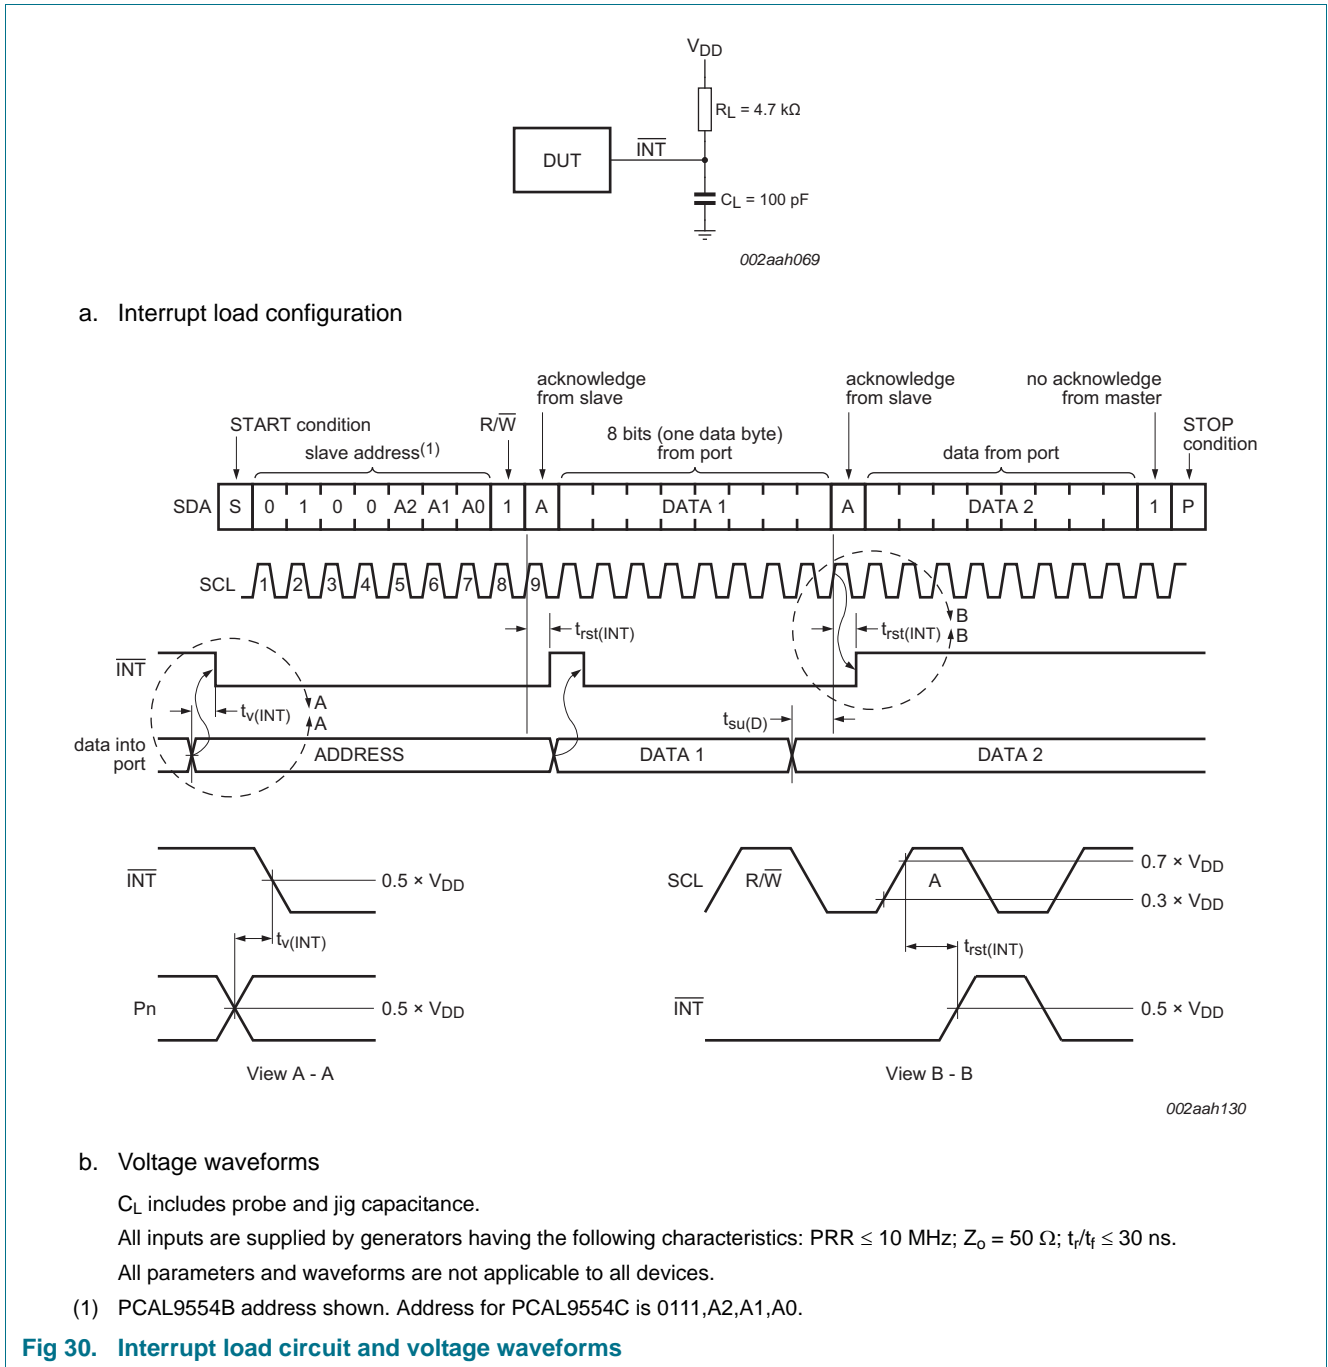 VDD
RL = 4.7 kΩ
DUT
INT
CL = 100 pF
002aah069
a. Interrupt load configuration
acknowledge
from slave
acknowledge
from slave
no acknowledge
from master
START condition
R/W
8 bits (one data byte)
from port
STOP
condition
slave address(1)
data from port
SDA S 0 1 0 0 A2 A1 A0 1 A DATA 1 A DATA 2 1 P
SCL 1 2 3 4 5 6 7 8 9
B
trst(INT)
trst(INT)
B
INT
A
tv(INT)
A
tsu(D)
data into
port
ADDRESS
DATA 1
DATA 2
INT
0.5 × VDD
tv(INT)
Pn
0.5 × VDD
View A - A
SCL
R/W
A
0.7 × VDD
0.3 × VDD
trst(INT)
INT
0.5 × VDD
View B - B
002aah130
b. Voltage waveforms
CL includes probe and jig capacitance.
All inputs are supplied by generators having the following characteristics: PRR ≤ 10 MHz; Zo = 50 Ω; tr/tf ≤ 30 ns.
All parameters and waveforms are not applicable to all devices.
(1) PCAL9554B address shown. Address for PCAL9554C is 0111,A2,A1,A0.
Fig 30. Interrupt load circuit and voltage waveforms